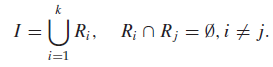 I = ⋃_{i=1}^{k} R_i,   R_i ∩ R_j = Ø, i ≠ j.